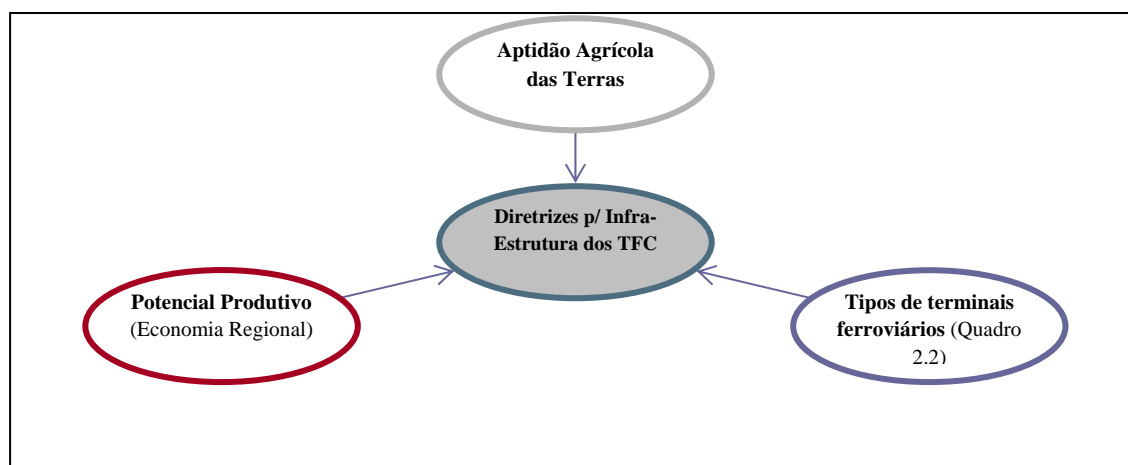 Aptidão Agrícola
das Terras
Diretrizes p/ Infra-
Estrutura dos TFC
Potencial Produtivo
(Economia Regional)
Tipos de terminais
ferroviários (Quadro
2.2)